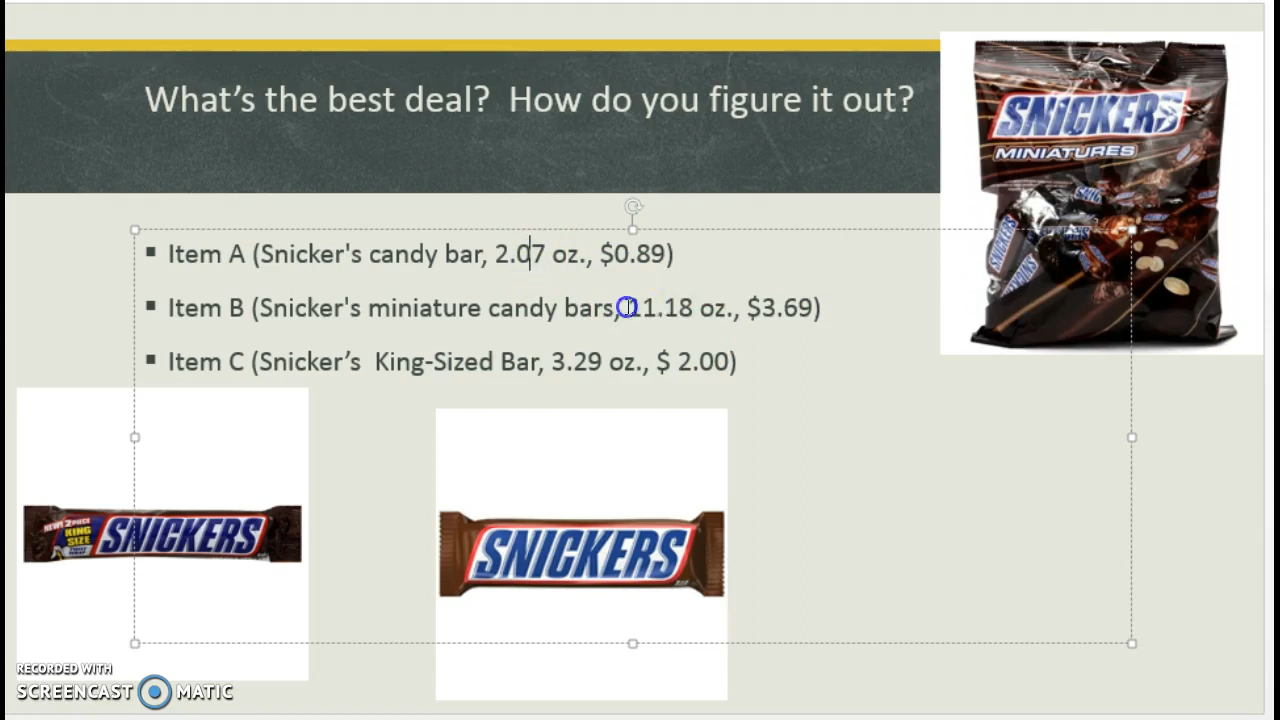 What's the best deal?  How do you figure it out?
SNICKERS
MINIATURES
▪ Item A (Snicker's candy bar, 2.07 oz., $0.89)
▪ Item B (Snicker's miniature candy bars, 11.18 oz., $3.69)
▪ Item C (Snicker’s  King-Sized Bar, 3.29 oz., $ 2.00)
NEW! 2 PIECE
KING
SIZE
SNICKERS
SNICKERS
RECORDED WITH
SCREENCAST MATIC